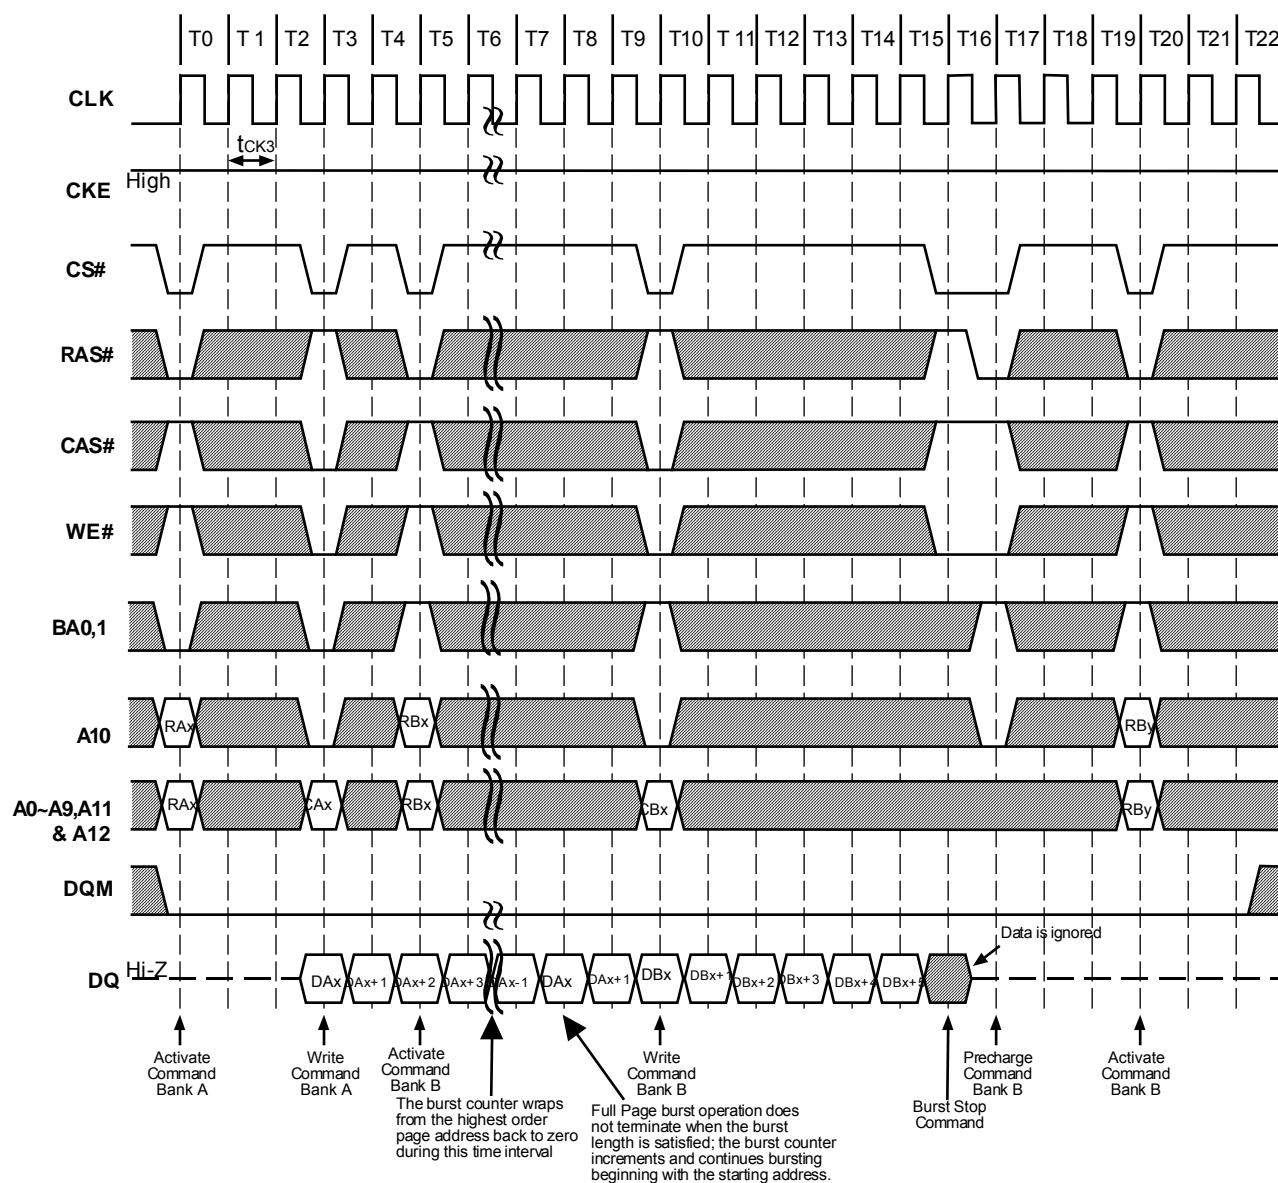 T0 T 1 T2 T3 T4 T5 T6 T7 T8 T9 T10 T 11 T12 T13 T14 T15 T16 T17 T18 T19 T20 T21 T22
CLK
tCK3
High
CKE
CS#
RAS#
CAS#
WE#
BA0,1
A10
RAx RBx RBy
A0~A9,A11
& A12
RAx CAx RBx CBx RBy
DQM
Data is ignored
Hi-Z
DQ
DAx DAx+1 DAx+2 DAx+3 DAx-1 DAx DAx+1 DBx DBx+1 DBx+2 DBx+3 DBx+4 DBx+5
Activate
Command
Bank A
Write
Command
Bank A
Activate
Command
Bank B
The burst counter wraps
from the highest order
page address back to zero
during this time interval
Full Page burst operation does
not terminate when the burst
length is satisfied; the burst counter
increments and continues bursting
beginning with the starting address.
Write
Command
Bank B
Burst Stop
Command
Precharge
Command
Bank B
Activate
Command
Bank B